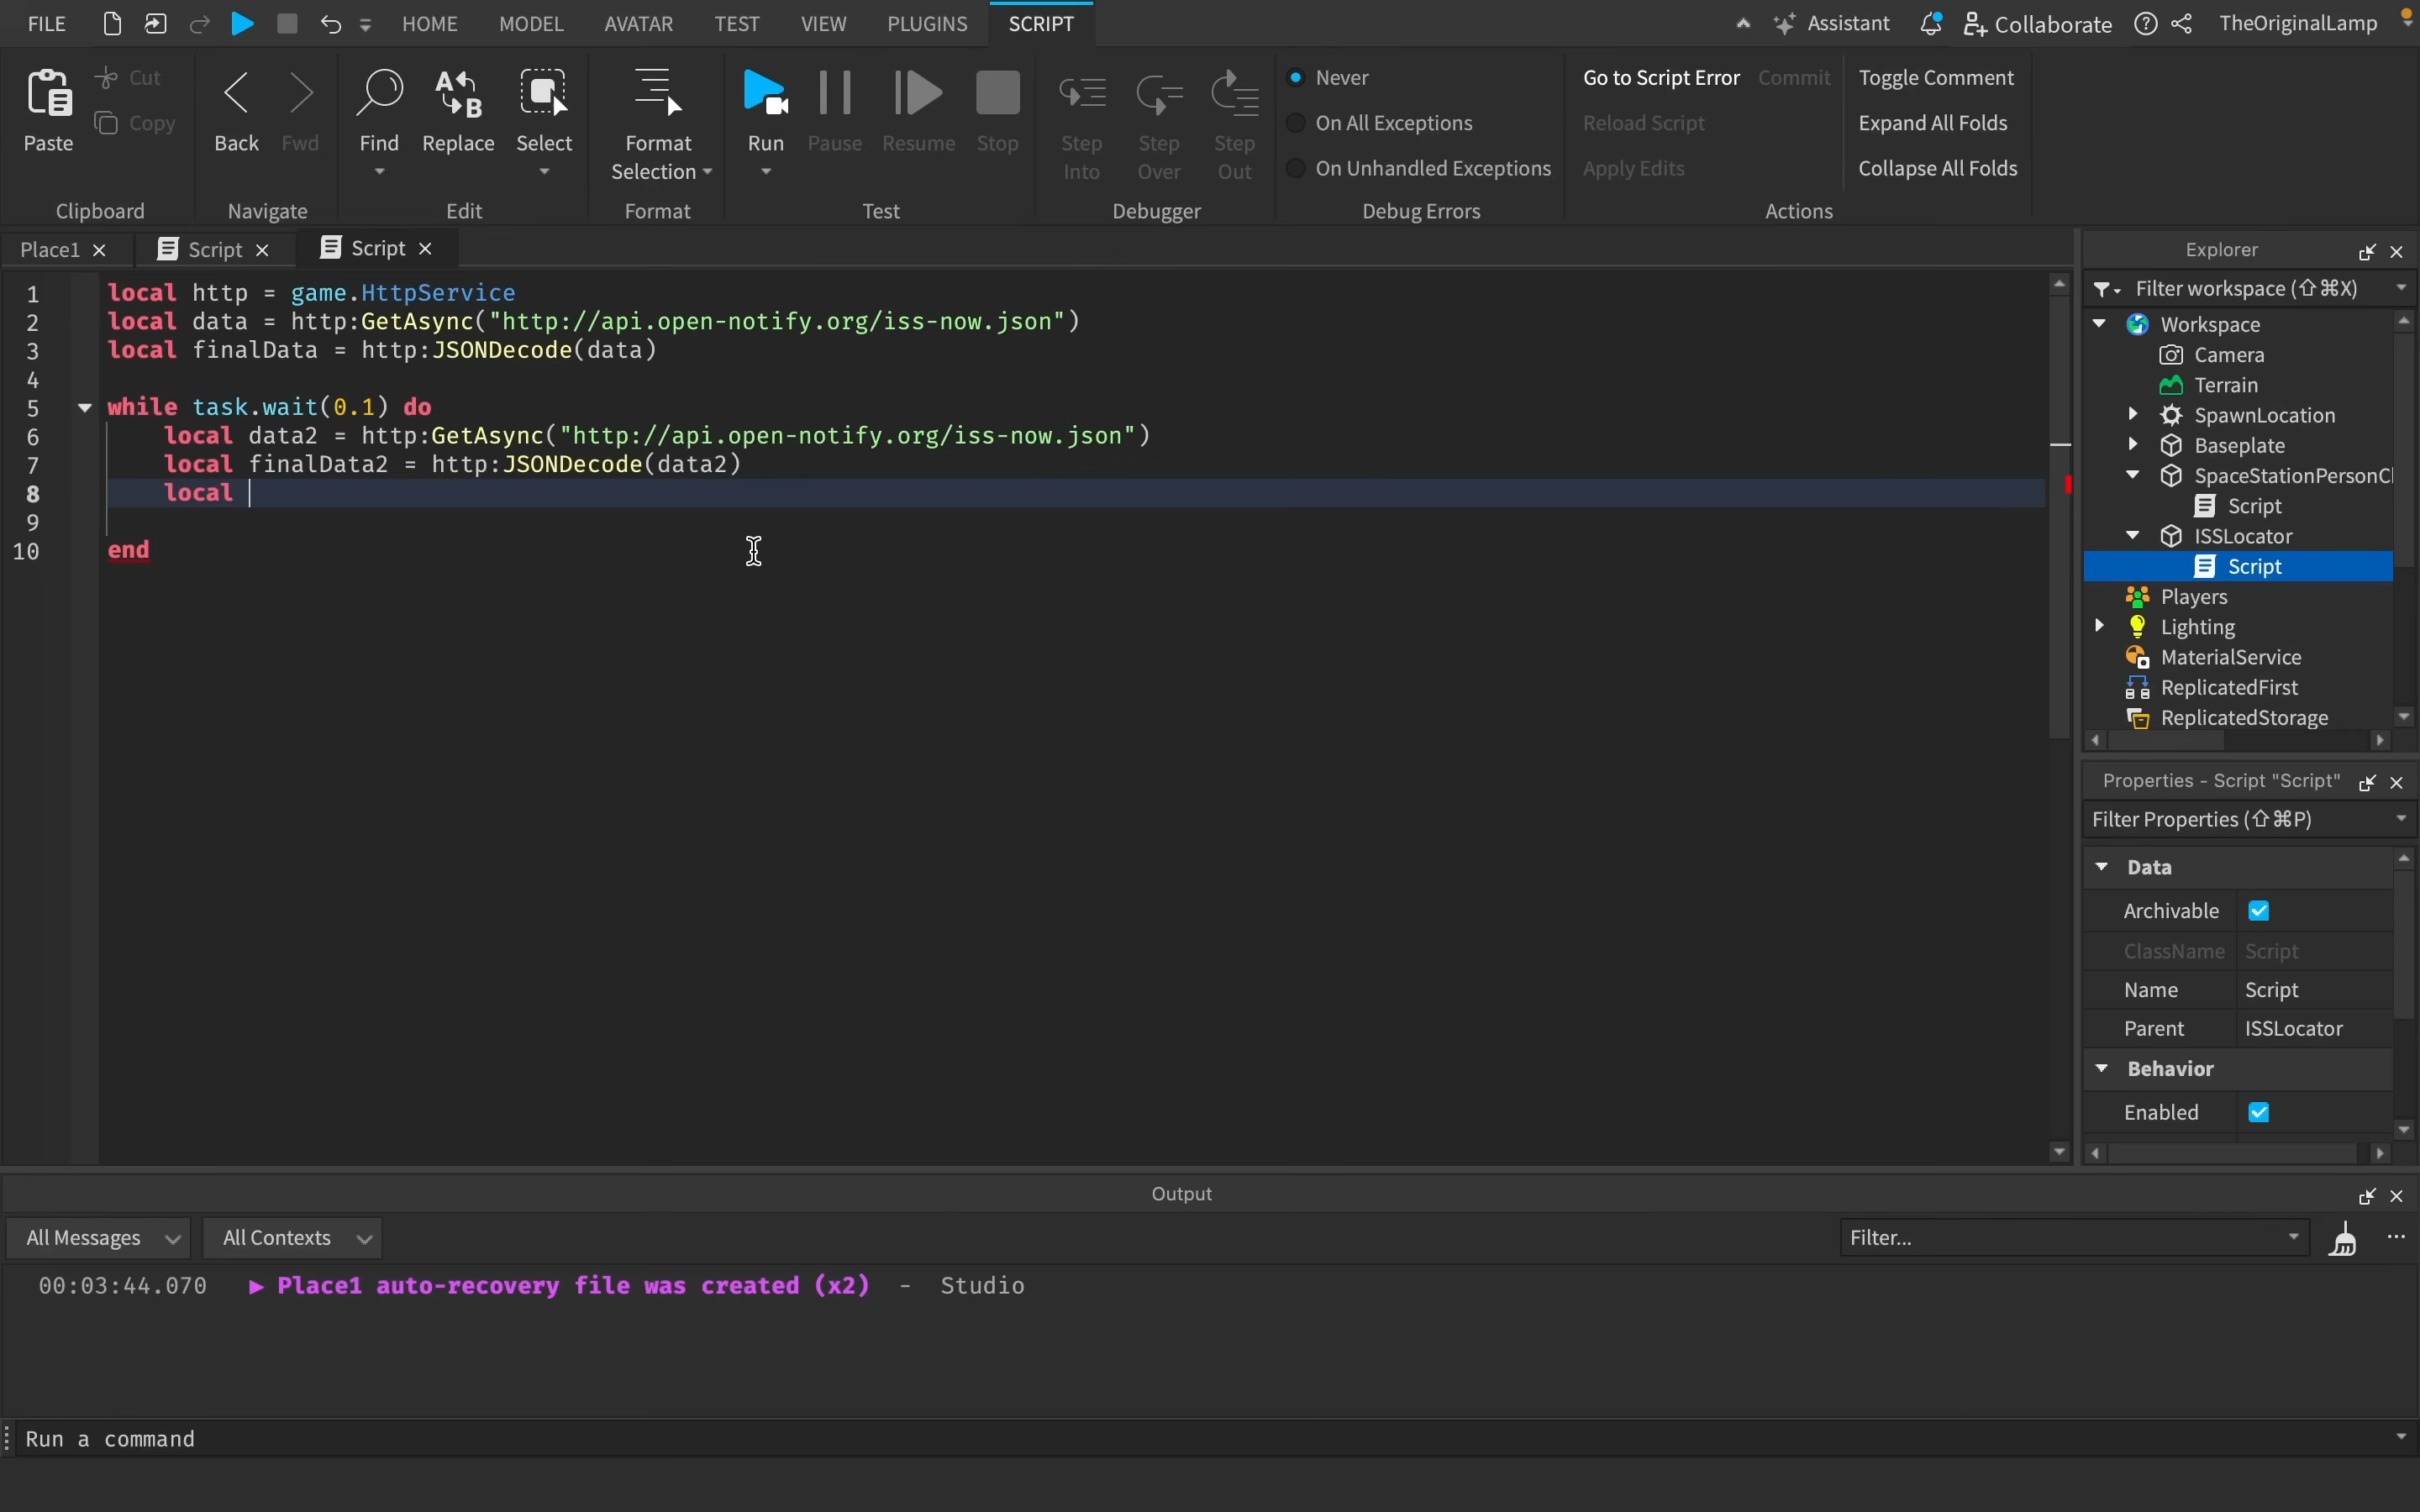 FILE HOME MODEL AVATAR TEST VIEW PLUGINS SCRIPT Assistant Collaborate TheOriginalLamp
Paste Cut Copy
Clipboard
Back Fwd
Navigate
Find Replace Select
Edit
Format Selection
Format
Run Pause Resume Stop
Test
Step Into Step Over Step Out
Debugger
Never
On All Exceptions
On Unhandled Exceptions
Debug Errors
Go to Script Error Commit
Reload Script
Apply Edits
Toggle Comment
Expand All Folds
Collapse All Folds
Actions
Place1 Script Script
1 local http = game.HttpService
2 local data = http:GetAsync("http://api.open-notify.org/iss-now.json")
3 local finalData = http:JSONDecode(data)
4
5 while task.wait(0.1) do
6 local data2 = http:GetAsync("http://api.open-notify.org/iss-now.json")
7 local finalData2 = http:JSONDecode(data2)
8 local
9
10 end
Explorer
Filter workspace (⇧⌘X)
Workspace
Camera
Terrain
SpawnLocation
Baseplate
SpaceStationPersonCl
Script
ISSLocator
Script
Players
Lighting
MaterialService
ReplicatedFirst
ReplicatedStorage
Properties - Script "Script"
Filter Properties (⇧⌘P)
Data
Archivable
ClassName Script
Name Script
Parent ISSLocator
Behavior
Enabled
Output
All Messages All Contexts Filter...
00:03:44.070 ▶ Place1 auto-recovery file was created (x2) - Studio
Run a command